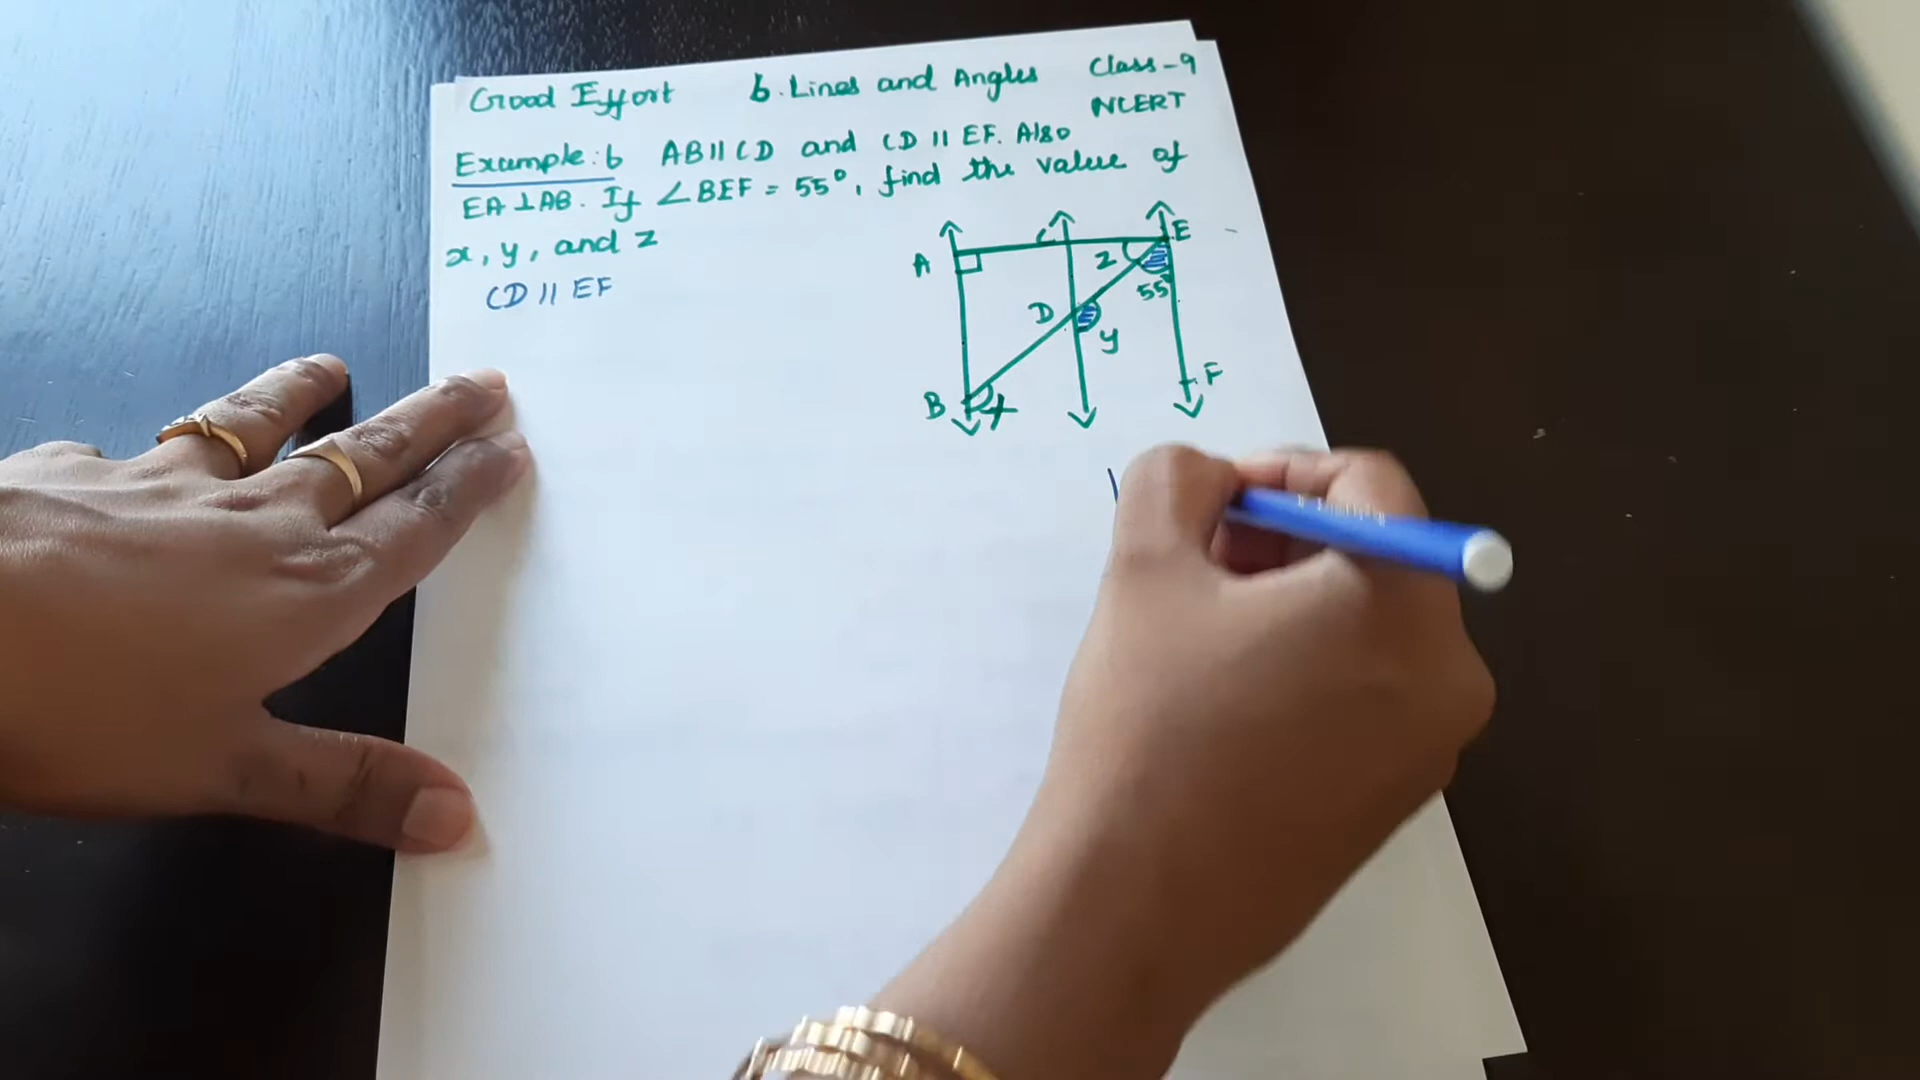 Good Effort 6. Lines and Angles Class-9
NCERT
Example: 6 AB || CD and CD || EF. Also
EA ⊥ AB. If ∠BEF = 55°, find the value of
x, y, and z
CD || EF
A C E
z
55
D
y
F
B x